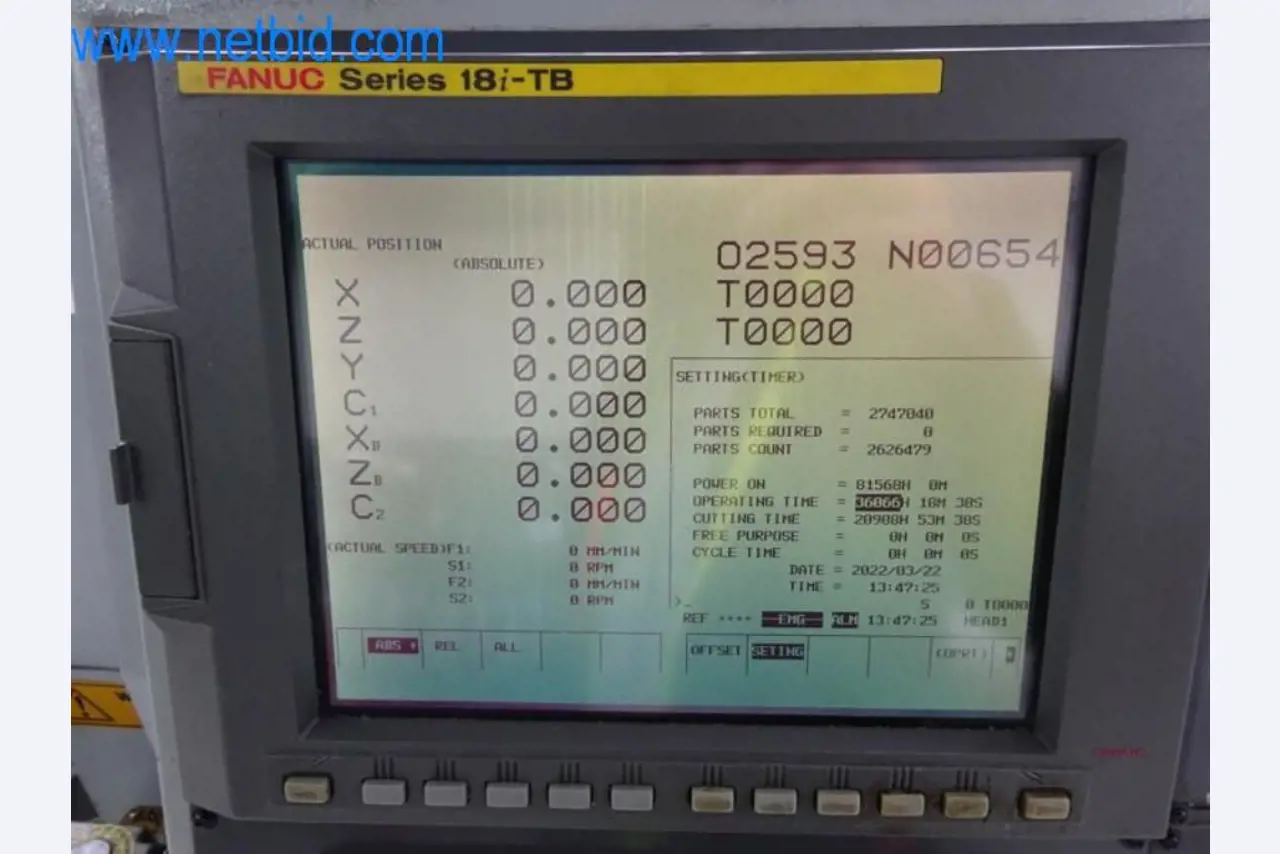 www.netbid.com
FANUC Series 18i-TB
ACTUAL POSITION
(ABSOLUTE)
O2593 N00654
X 0.000 T0000
Z 0.000 T0000
Y 0.000
C1 0.000
XB 0.000
ZB 0.000
C2 0.000
(ACTUAL SPEED)F1: 0 MM/MIN
S1: 0 RPM
F2: 0 MM/MIN
S2: 0 RPM
ABS REL ALL
SETTING(TIMER)
PARTS TOTAL = 2747040
PARTS REQUIRED = 0
PARTS COUNT = 2626479
POWER ON = 81568H 0M
OPERATING TIME = 36066H 18M 38S
CUTTING TIME = 20908H 53M 38S
FREE PURPOSE = 0H 0M 0S
CYCLE TIME = 0H 0M 0S
DATE = 2022/03/22
TIME = 13:47:25
>_
S 0 T0000
REF **** --EMG-- ALM 13:47:25 HEAD1
OFFSET SETING (OPRT)
FANUC